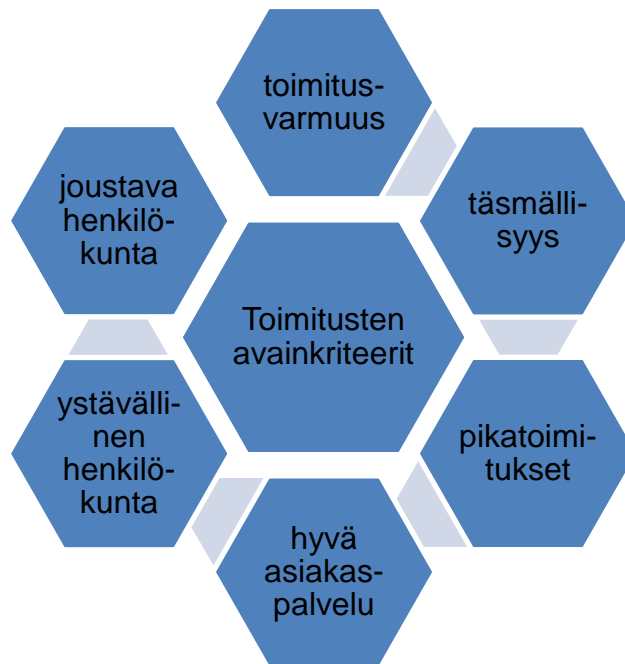 toimitus-
varmuus
täsmälli-
syys
pikatoimi-
tukset
hyvä
asiakas-
palvelu
ystävälli-
nen
henkilö-
kunta
joustava
henkilö-
kunta
Toimitusten
avainkriteerit